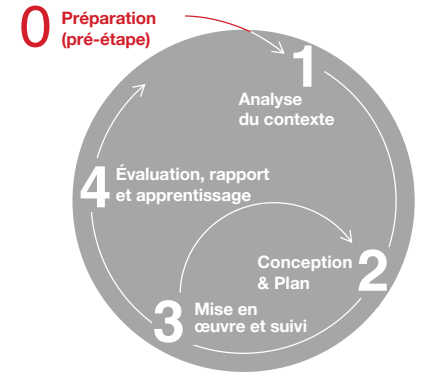 0 Préparation
(pré-étape)
1
Analyse
du contexte
2
Conception
& Plan
3
Mise en
œuvre et suivi
4
Évaluation, rapport
et apprentissage